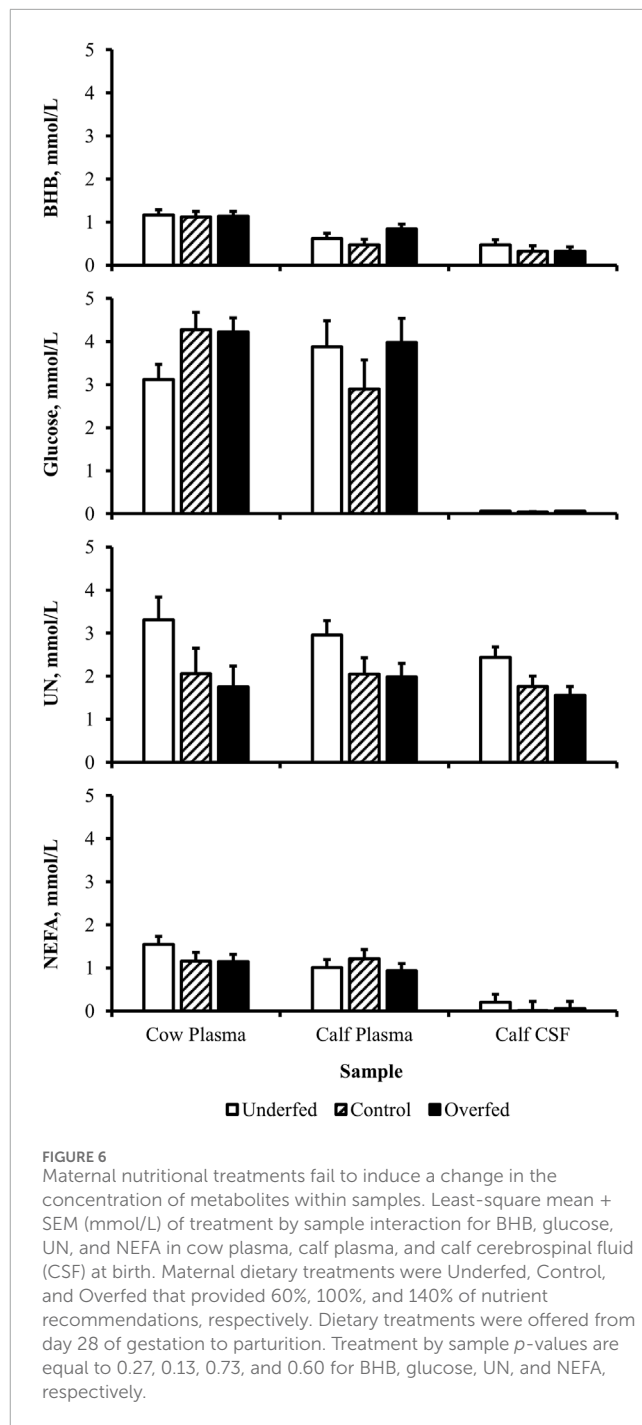 5
4
3
2
1
0
BHB, mmol/L
5
4
3
2
1
0
Glucose, mmol/L
5
4
3
2
1
0
UN, mmol/L
5
4
3
2
1
0
NEFA, mmol/L
Cow Plasma Calf Plasma Calf CSF
Sample
Underfed Control Overfed
FIGURE 6
Maternal nutritional treatments fail to induce a change in the
concentration of metabolites within samples. Least-square mean +
SEM (mmol/L) of treatment by sample interaction for BHB, glucose,
UN, and NEFA in cow plasma, calf plasma, and calf cerebrospinal fluid
(CSF) at birth. Maternal dietary treatments were Underfed, Control,
and Overfed that provided 60%, 100%, and 140% of nutrient
recommendations, respectively. Dietary treatments were offered from
day 28 of gestation to parturition. Treatment by sample p-values are
equal to 0.27, 0.13, 0.73, and 0.60 for BHB, glucose, UN, and NEFA,
respectively.